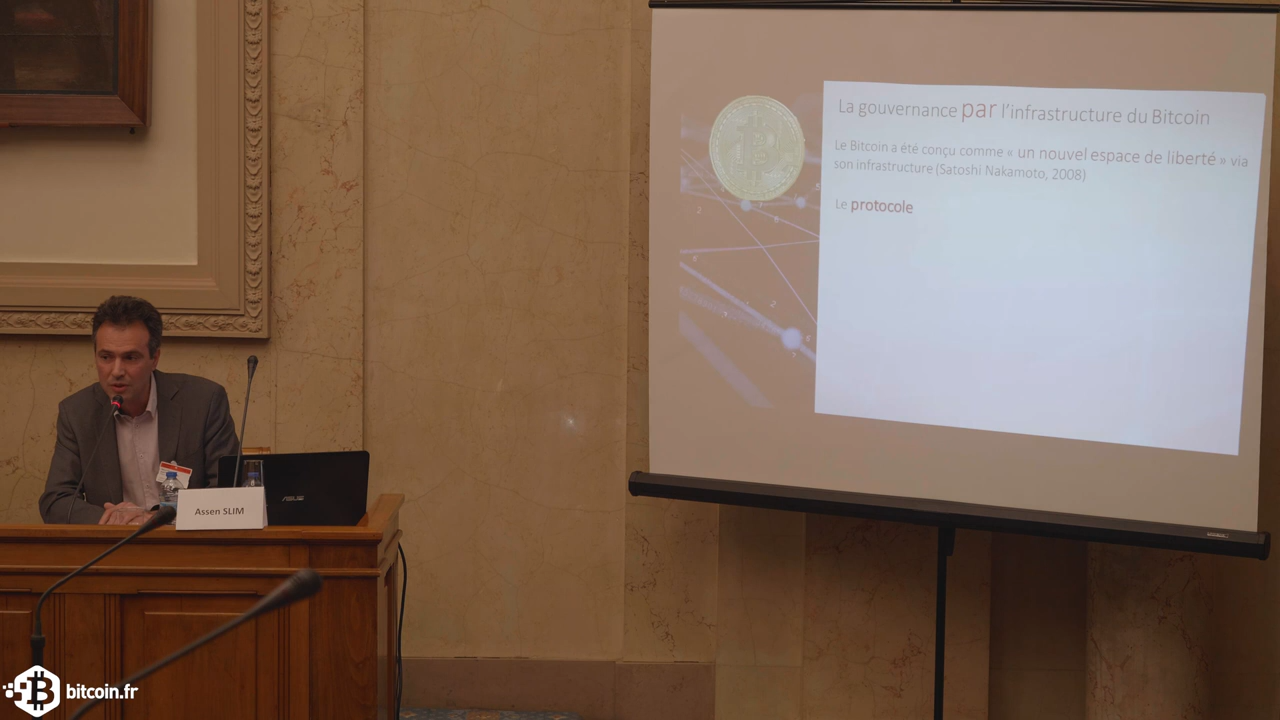 La gouvernance par l'infrastructure du Bitcoin
Le Bitcoin a été conçu comme « un nouvel espace de liberté » via
son infrastructure (Satoshi Nakamoto, 2008)
Le protocole
ASUS
Assen SLIM
bitcoin.fr